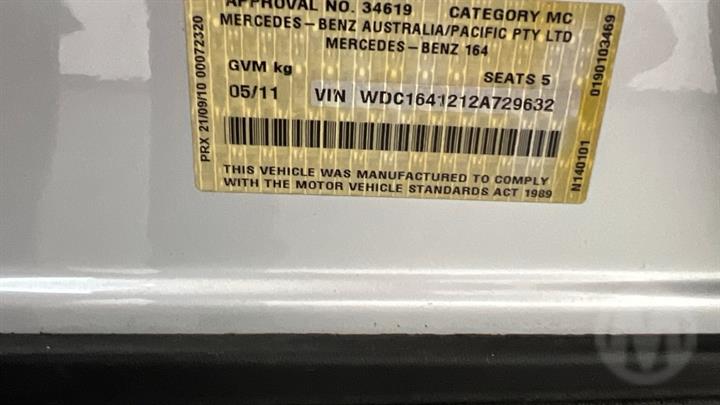 APPROVAL NO. 34619 CATEGORY MC
MERCEDES-BENZ AUSTRALIA/PACIFIC PTY LTD
MERCEDES-BENZ 164
GVM kg SEATS 5
05/11 VIN WDC1641212A729632
THIS VEHICLE WAS MANUFACTURED TO COMPLY
WITH THE MOTOR VEHICLE STANDARDS ACT 1989
PRX 21/09/10 00072320
0190103469
N140101
M